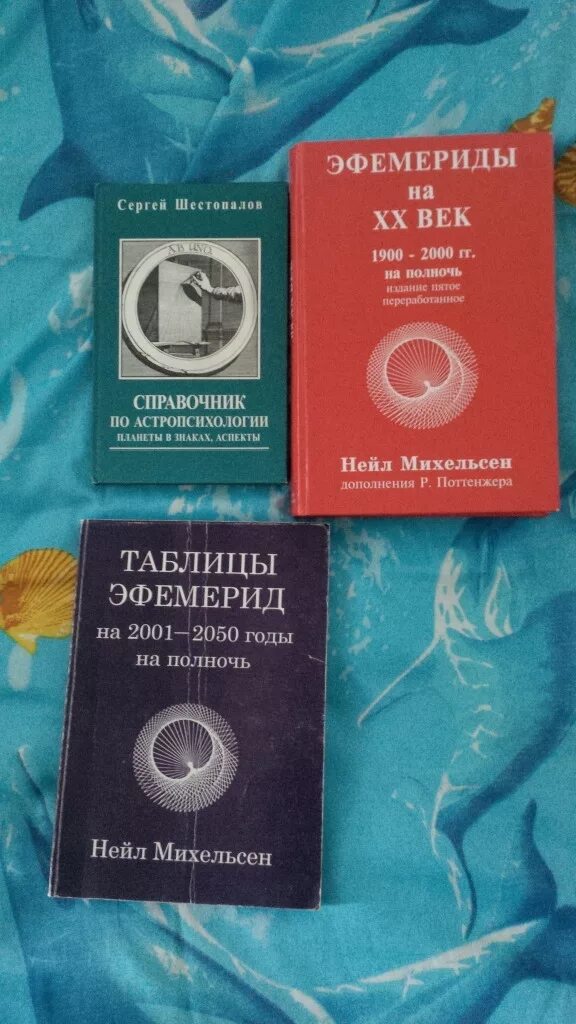 Сергей Шестопалов
СПРАВОЧНИК
ПО АСТРОПСИХОЛОГИИ
ПЛАНЕТЫ В ЗНАКАХ, АСПЕКТЫ
ЭФЕМЕРИДЫ
на
XX ВЕК
1900 - 2000 гг.
на полночь
издание пятое
переработанное
Нейл Михельсен
дополнения Р. Поттенжера
ТАБЛИЦЫ
ЭФЕМЕРИД
на 2001—2050 годы
на полночь
Нейл Михельсен